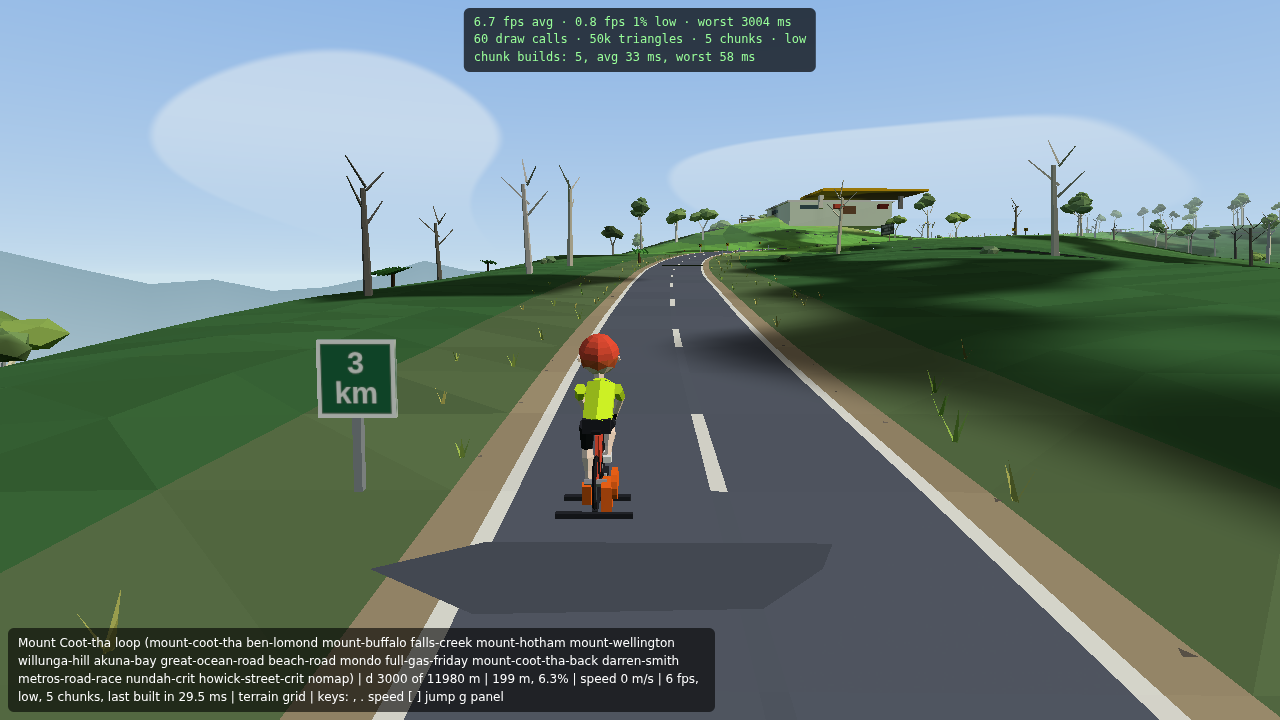 6.7 fps avg · 0.8 fps 1% low · worst 3004 ms
60 draw calls · 50k triangles · 5 chunks · low
chunk builds: 5, avg 33 ms, worst 58 ms
3
km
Mount Coot-tha loop (mount-coot-tha ben-lomond mount-buffalo falls-creek mount-hotham mount-wellington
willunga-hill akuna-bay great-ocean-road beach-road mondo full-gas-friday mount-coot-tha-back darren-smith
metros-road-race nundah-crit howick-street-crit nomap) | d 3000 of 11980 m | 199 m, 6.3% | speed 0 m/s | 6 fps,
low, 5 chunks, last built in 29.5 ms | terrain grid | keys: , . speed [ ] jump g panel